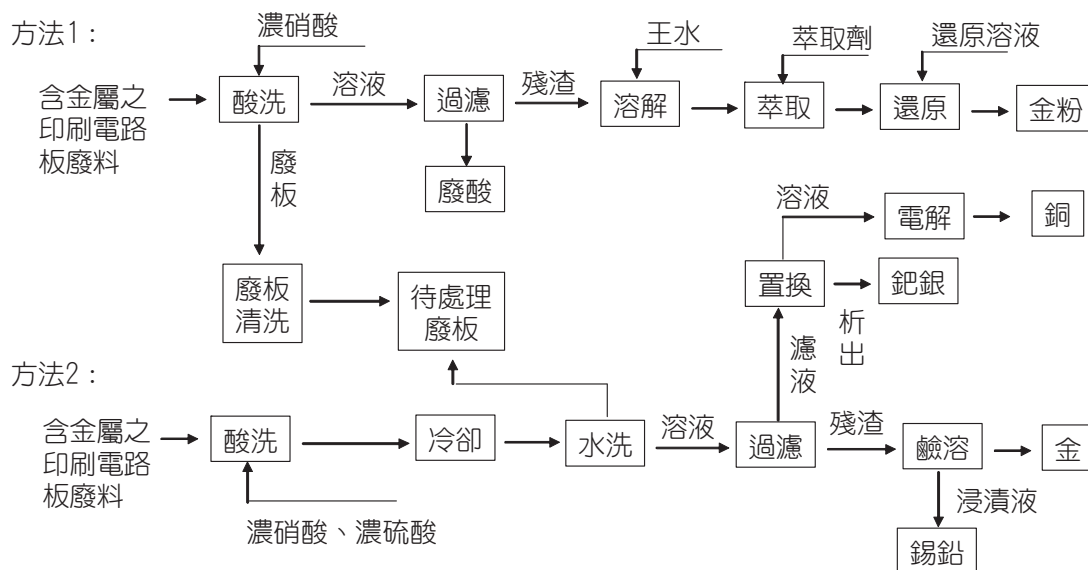 方法1：
濃硝酸
王水
萃取劑
還原溶液
含金屬之
印刷電路
板廢料
酸洗
溶液
過濾
殘渣
溶解
萃取
還原
金粉
廢板
廢酸
溶液
電解
銅
廢板
清洗
待處理
廢板
置換
鈀銀
析出
濾液
方法2：
含金屬之
印刷電路
板廢料
酸洗
冷卻
水洗
溶液
過濾
殘渣
鹼溶
金
濃硝酸、濃硫酸
浸漬液
錫鉛